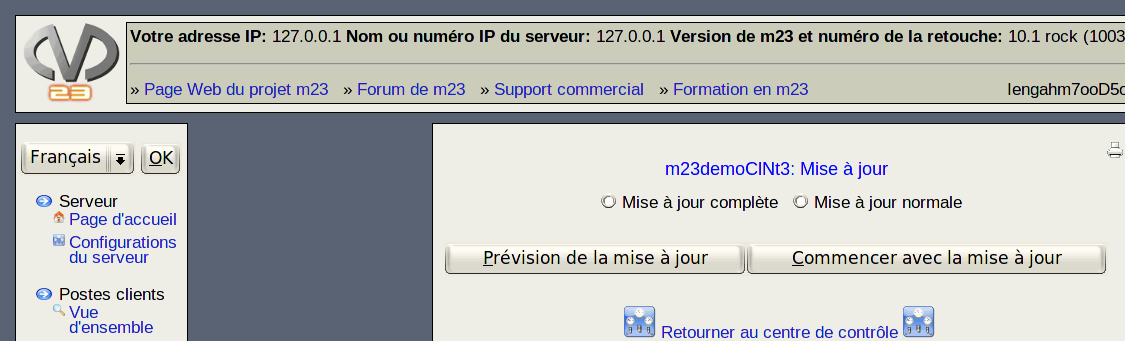 Votre adresse IP: 127.0.0.1 Nom ou numéro IP du serveur: 127.0.0.1 Version de m23 et numéro de la retouche: 10.1 rock (1003
» Page Web du projet m23 » Forum de m23 » Support commercial » Formation en m23
23
Français OK
Serveur
Page d'accueil
Configurations
du serveur
Postes clients
Vue
d'ensemble
m23demoClNt3: Mise à jour
Mise à jour complète Mise à jour normale
Prévision de la mise à jour Commencer avec la mise à jour
Retourner au centre de contrôle